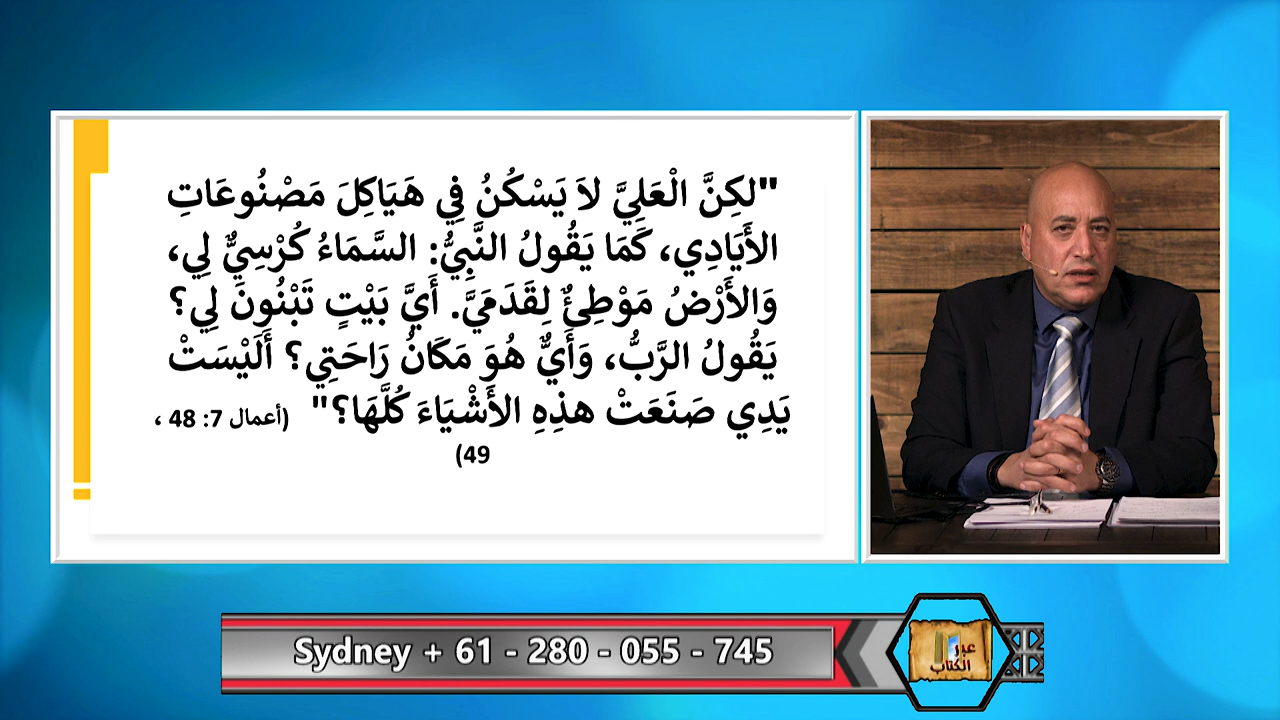 "لكِنَّ الْعَلِيَّ لاَ يَسْكُنُ فِي هَيَاكِلَ مَصْنُوعَاتِ
الأَيَادِي، كَمَا يَقُولُ النَّبِيُّ: السَّمَاءُ كُرْسِيٌّ لِي،
وَالأَرْضُ مَوْطِئٌ لِقَدَمَيَّ. أَيَّ بَيْتٍ تَبْنُونَ لِي؟
يَقُولُ الرَّبُّ، وَأَيٌّ هُوَ مَكَانُ رَاحَتِي؟ أَلَيْسَتْ
يَدِي صَنَعَتْ هذِهِ الأَشْيَاءَ كُلَّهَا؟" (أعمال 7: 48 ،
49)
Sydney + 61 - 280 - 055 - 745
عبر
الكتاب